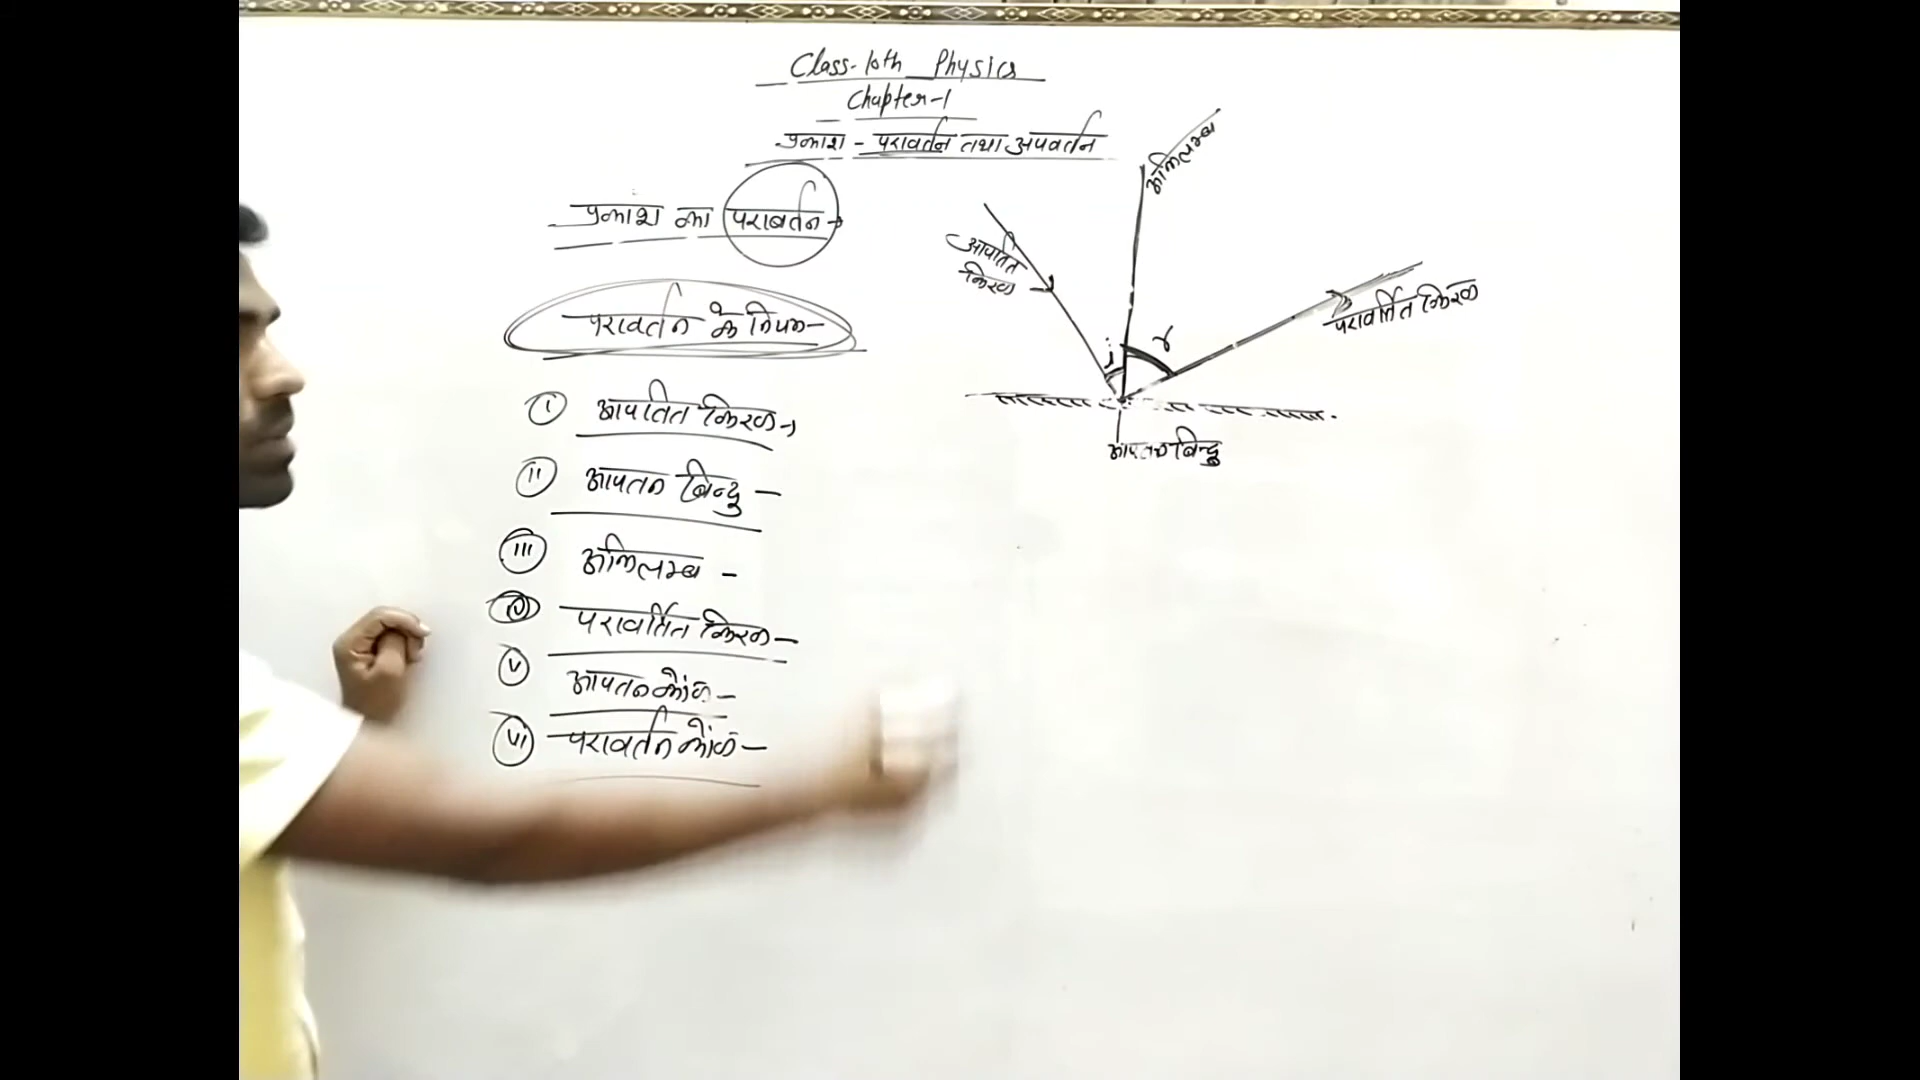 Class-10th Physics
Chapter-1
प्रकाश - परावर्तन तथा अपवर्तन
प्रकाश का परावर्तन→
परावर्तन के नियम-
I आपतित किरण→
II आपतन बिन्दु -
III अभिलम्ब -
IV परावर्तित किरण-
V आपतन कोण-
VI परावर्तन कोण-
अभिलम्ब
आपतित
किरण
परावर्तित किरण
i r
आपतन बिन्दु